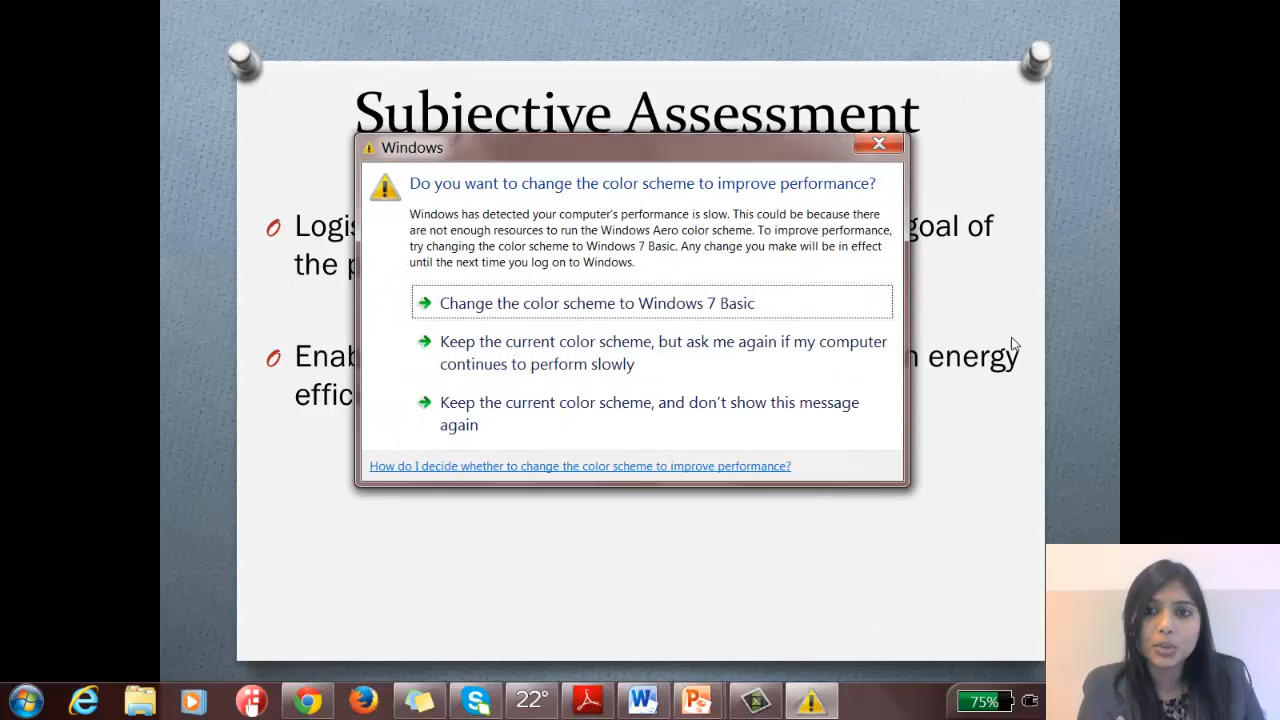 Subjective Assessment
Windows
Do you want to change the color scheme to improve performance?
Windows has detected your computer's performance is slow. This could be because there
are not enough resources to run the Windows Aero color scheme. To improve performance,
try changing the color scheme to Windows 7 Basic. Any change you make will be in effect
until the next time you log on to Windows.
Change the color scheme to Windows 7 Basic
Keep the current color scheme, but ask me again if my computer
continues to perform slowly
Keep the current color scheme, and don't show this message
again
How do I decide whether to change the color scheme to improve performance?
goal of
the
energy
22°
75%